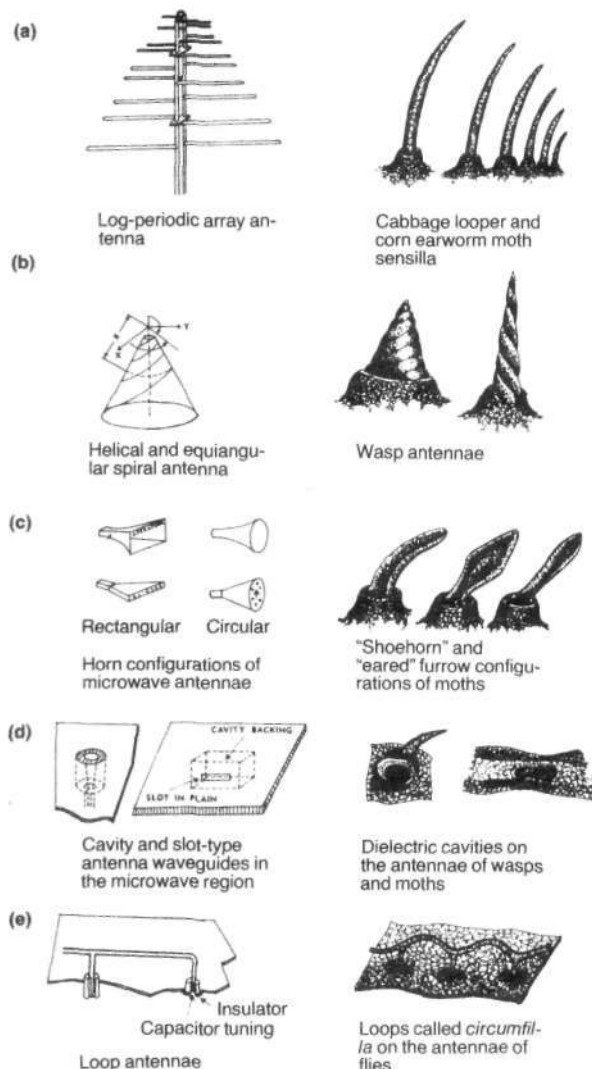 (a)
Log-periodic array an-
tenna
Cabbage looper and
corn earworm moth
sensilla
(b)
Y
X
Helical and equiangu-
lar spiral antenna
Wasp antennae
(c)
Rectangular
Circular
Horn configurations of
microwave antennae
"Shoehorn" and
"eared" furrow configu-
rations of moths
(d)
CAVITY BACKING
SLOT IN PLAIN
Cavity and slot-type
antenna waveguides in
the microwave region
Dielectric cavities on
the antennae of wasps
and moths
(e)
Insulator
Capacitor tuning
Loop antennae
Loops called circumfil-
la on the antennae of
flies